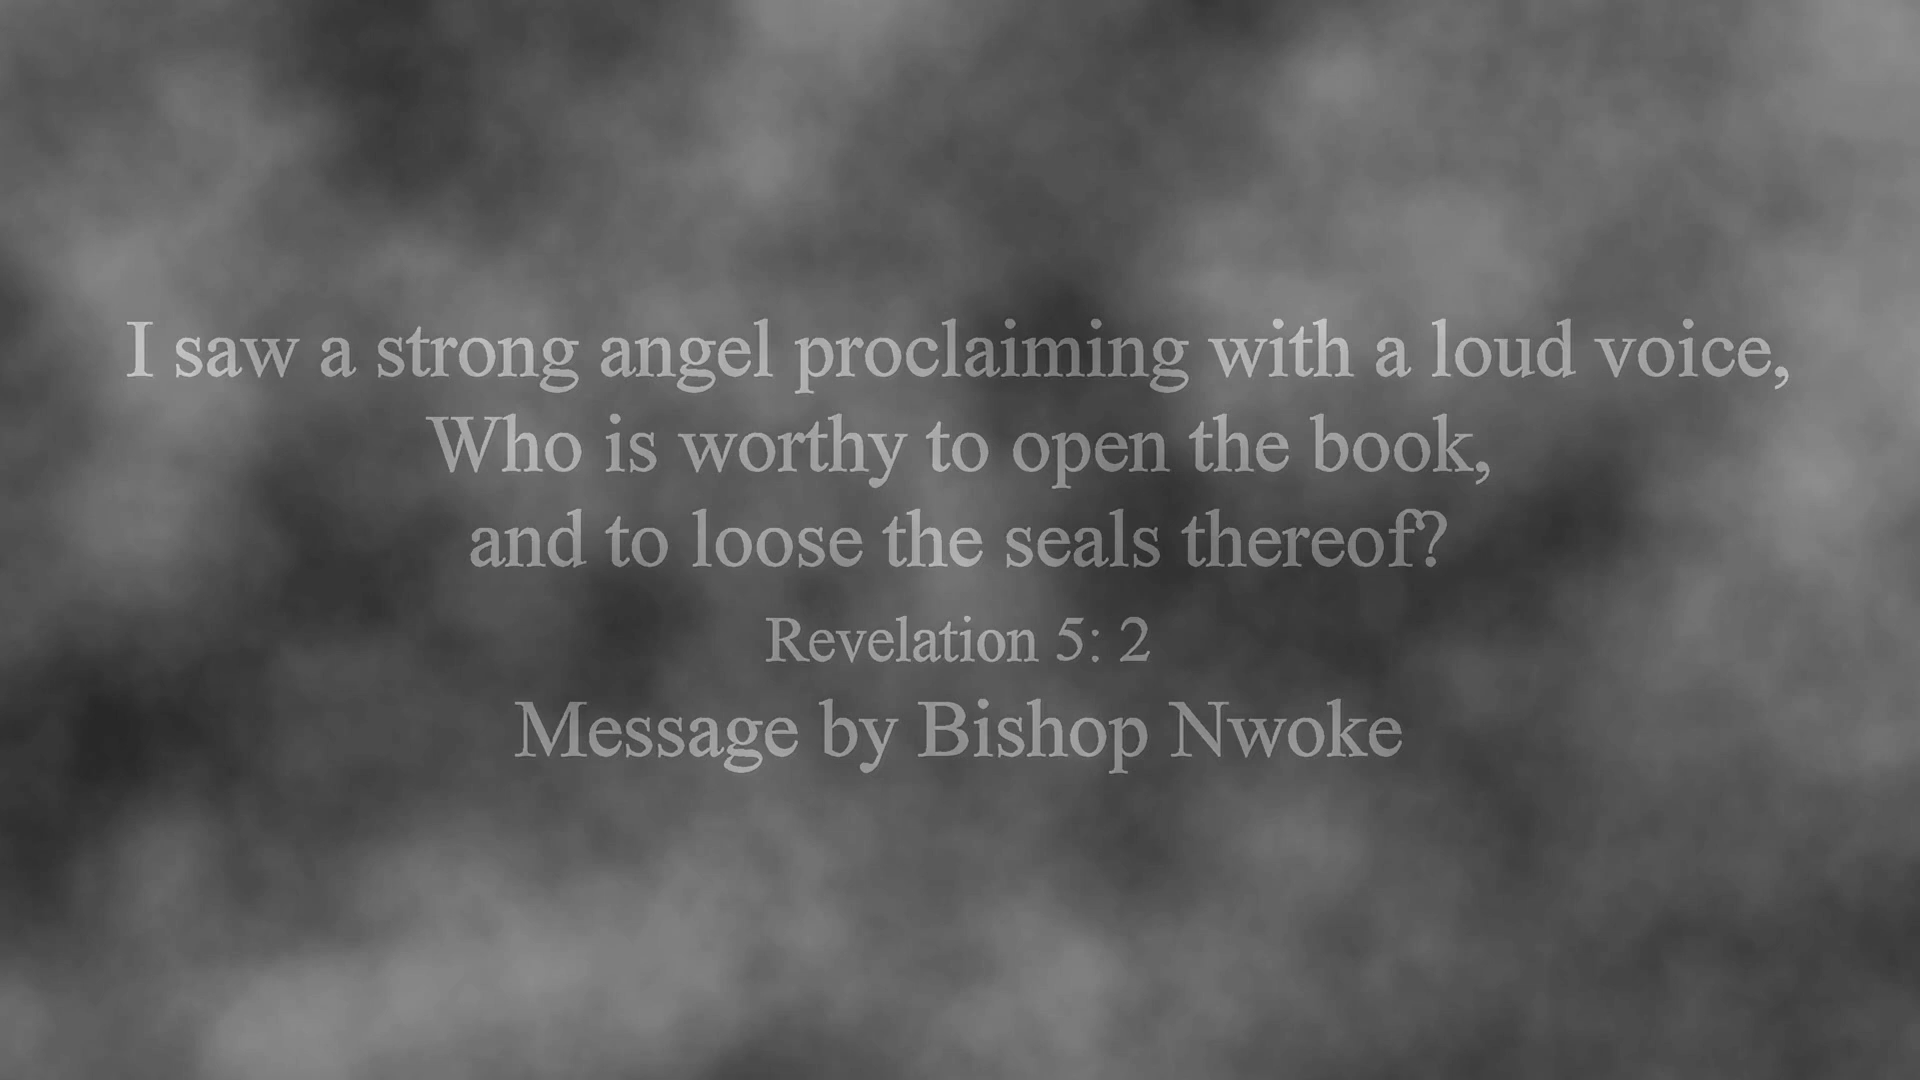 I saw a strong angel proclaiming with a loud voice,
Who is worthy to open the book,
and to loose the seals thereof?
Revelation 5: 2
Message by Bishop Nwoke